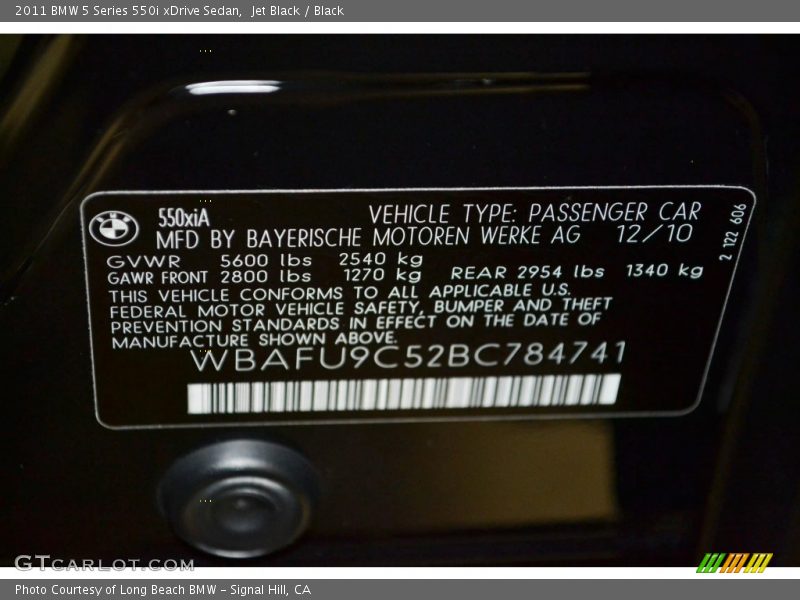 2011 BMW 5 Series 550i xDrive Sedan, Jet Black / Black
550xiA VEHICLE TYPE: PASSENGER CAR
MFD BY BAYERISCHE MOTOREN WERKE AG 12/10
GVWR 5600 lbs 2540 kg
GAWR FRONT 2800 lbs 1270 kg REAR 2954 lbs 1340 kg
THIS VEHICLE CONFORMS TO ALL APPLICABLE U.S.
FEDERAL MOTOR VEHICLE SAFETY, BUMPER AND THEFT
PREVENTION STANDARDS IN EFFECT ON THE DATE OF
MANUFACTURE SHOWN ABOVE.
WBAFU9C52BC784741
2 122 606
GTCARLOT.COM
Photo Courtesy of Long Beach BMW - Signal Hill, CA